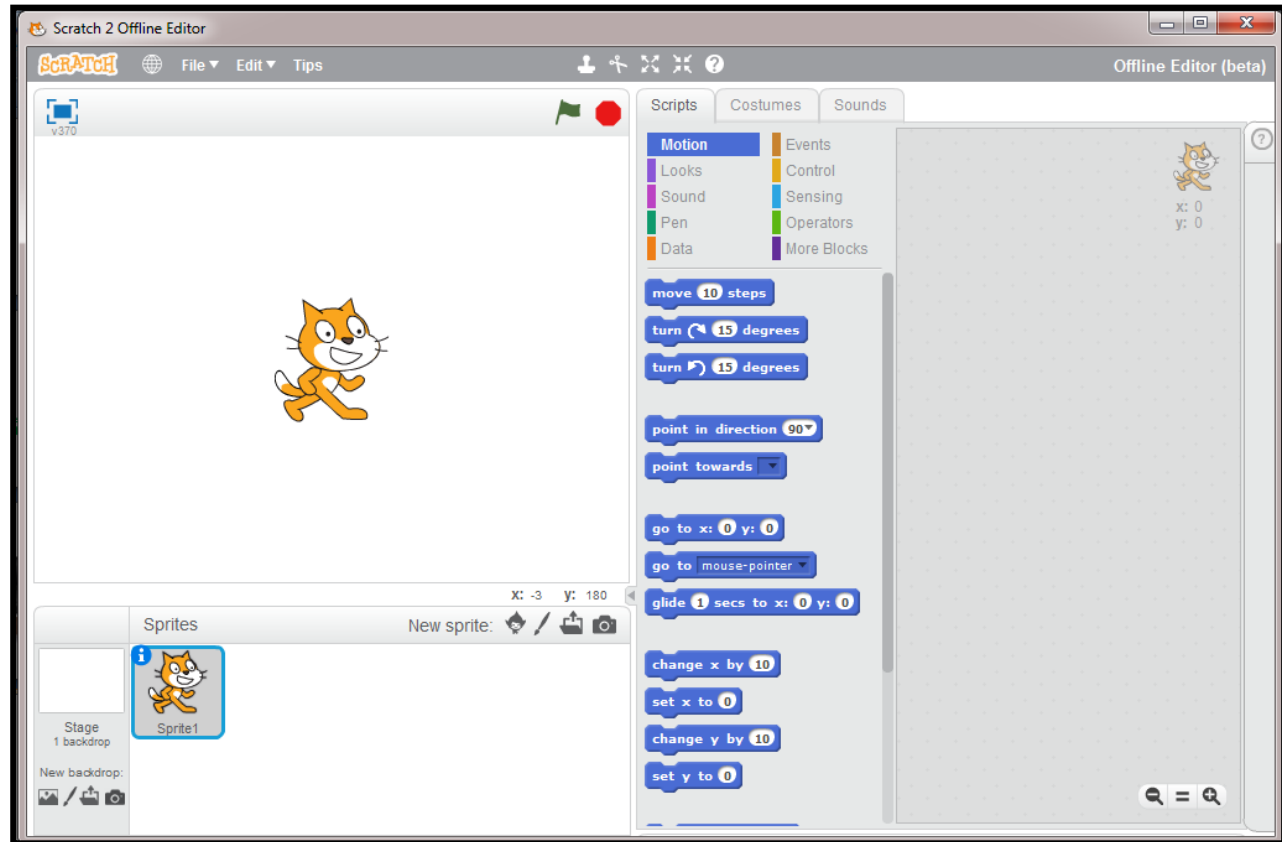 Scratch 2 Offline Editor
SCRATCH File Edit Tips Offline Editor (beta)
v370
Scripts Costumes Sounds
Motion Events
Looks Control
Sound Sensing
Pen Operators
Data More Blocks
x: 0
y: 0
move 10 steps
turn 15 degrees
turn 15 degrees
point in direction 90
point towards
go to x: 0 y: 0
go to mouse-pointer
glide 1 secs to x: 0 y: 0
change x by 10
set x to 0
change y by 10
set y to 0
X: -3 y: 180
Sprites New sprite:
Stage
1 backdrop
Sprite1
New backdrop: